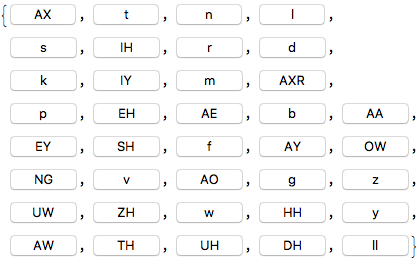 { AX , t , n , l ,
s , IH , r , d ,
k , IY , m , AXR ,
p , EH , AE , b , AA ,
EY , SH , f , AY , OW ,
NG , v , AO , g , z ,
UW , ZH , w , HH , y ,
AW , TH , UH , DH , ll }